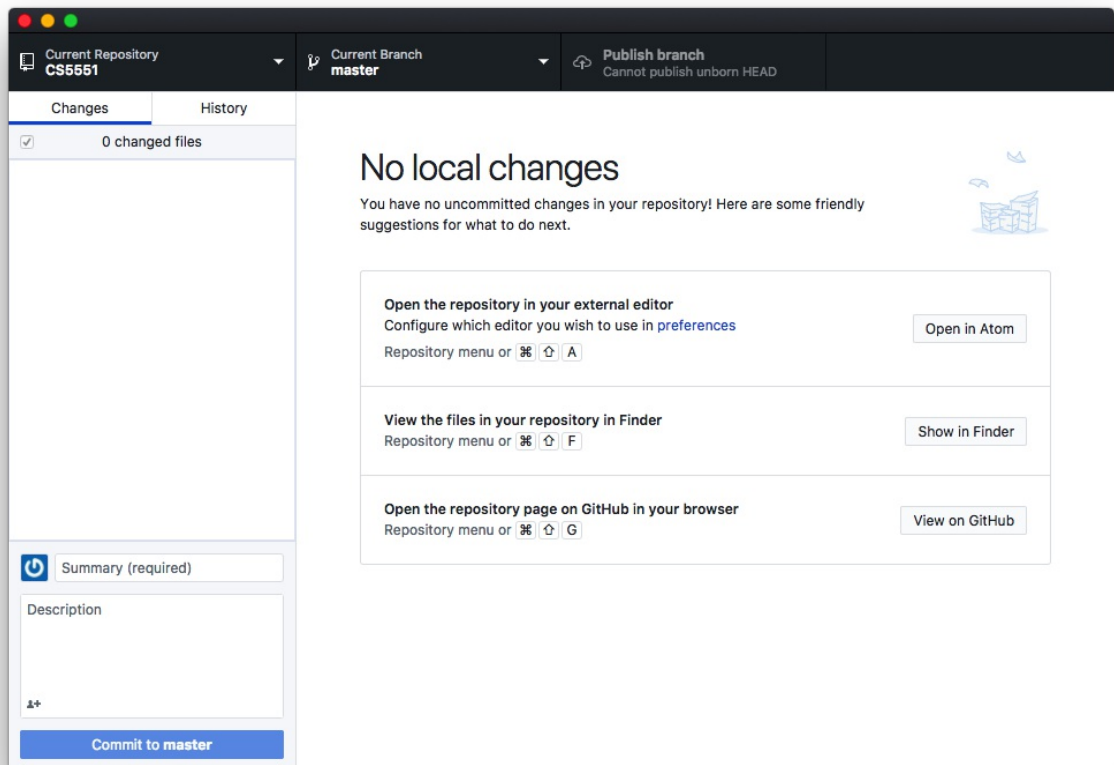 Current Repository
CS5551
Current Branch
master
Publish branch
Cannot publish unborn HEAD
Changes
History
0 changed files
No local changes
You have no uncommitted changes in your repository! Here are some friendly
suggestions for what to do next.
Open the repository in your external editor
Configure which editor you wish to use in preferences
Repository menu or ⌘ ⇧ A
Open in Atom
View the files in your repository in Finder
Repository menu or ⌘ ⇧ F
Show in Finder
Open the repository page on GitHub in your browser
Repository menu or ⌘ ⇧ G
View on GitHub
Summary (required)
Description
Commit to master